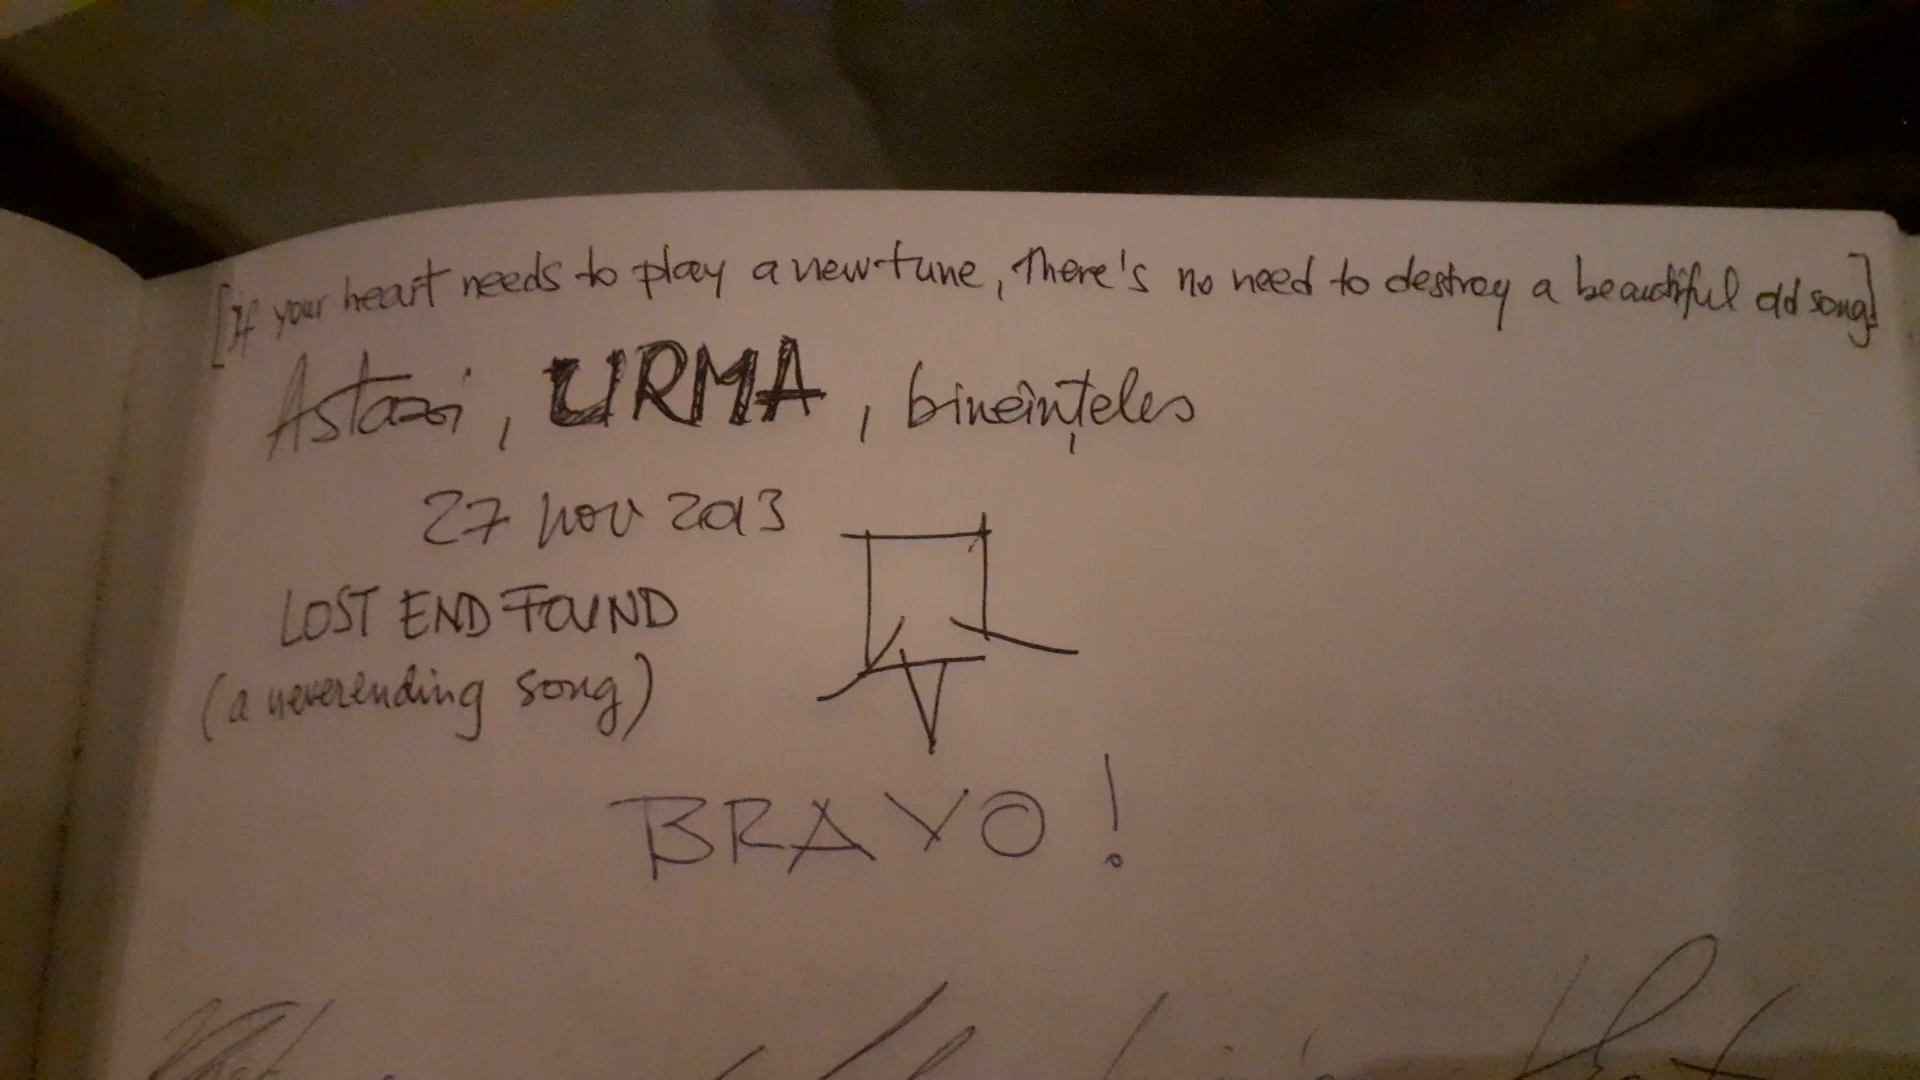 [If your heart needs to play a new tune, there's no need to destroy a beautiful old song]
Astazi, URMA, bineînțeles
27 nov 2013
LOST END FOUND
(a neverending song)
BRAVO!